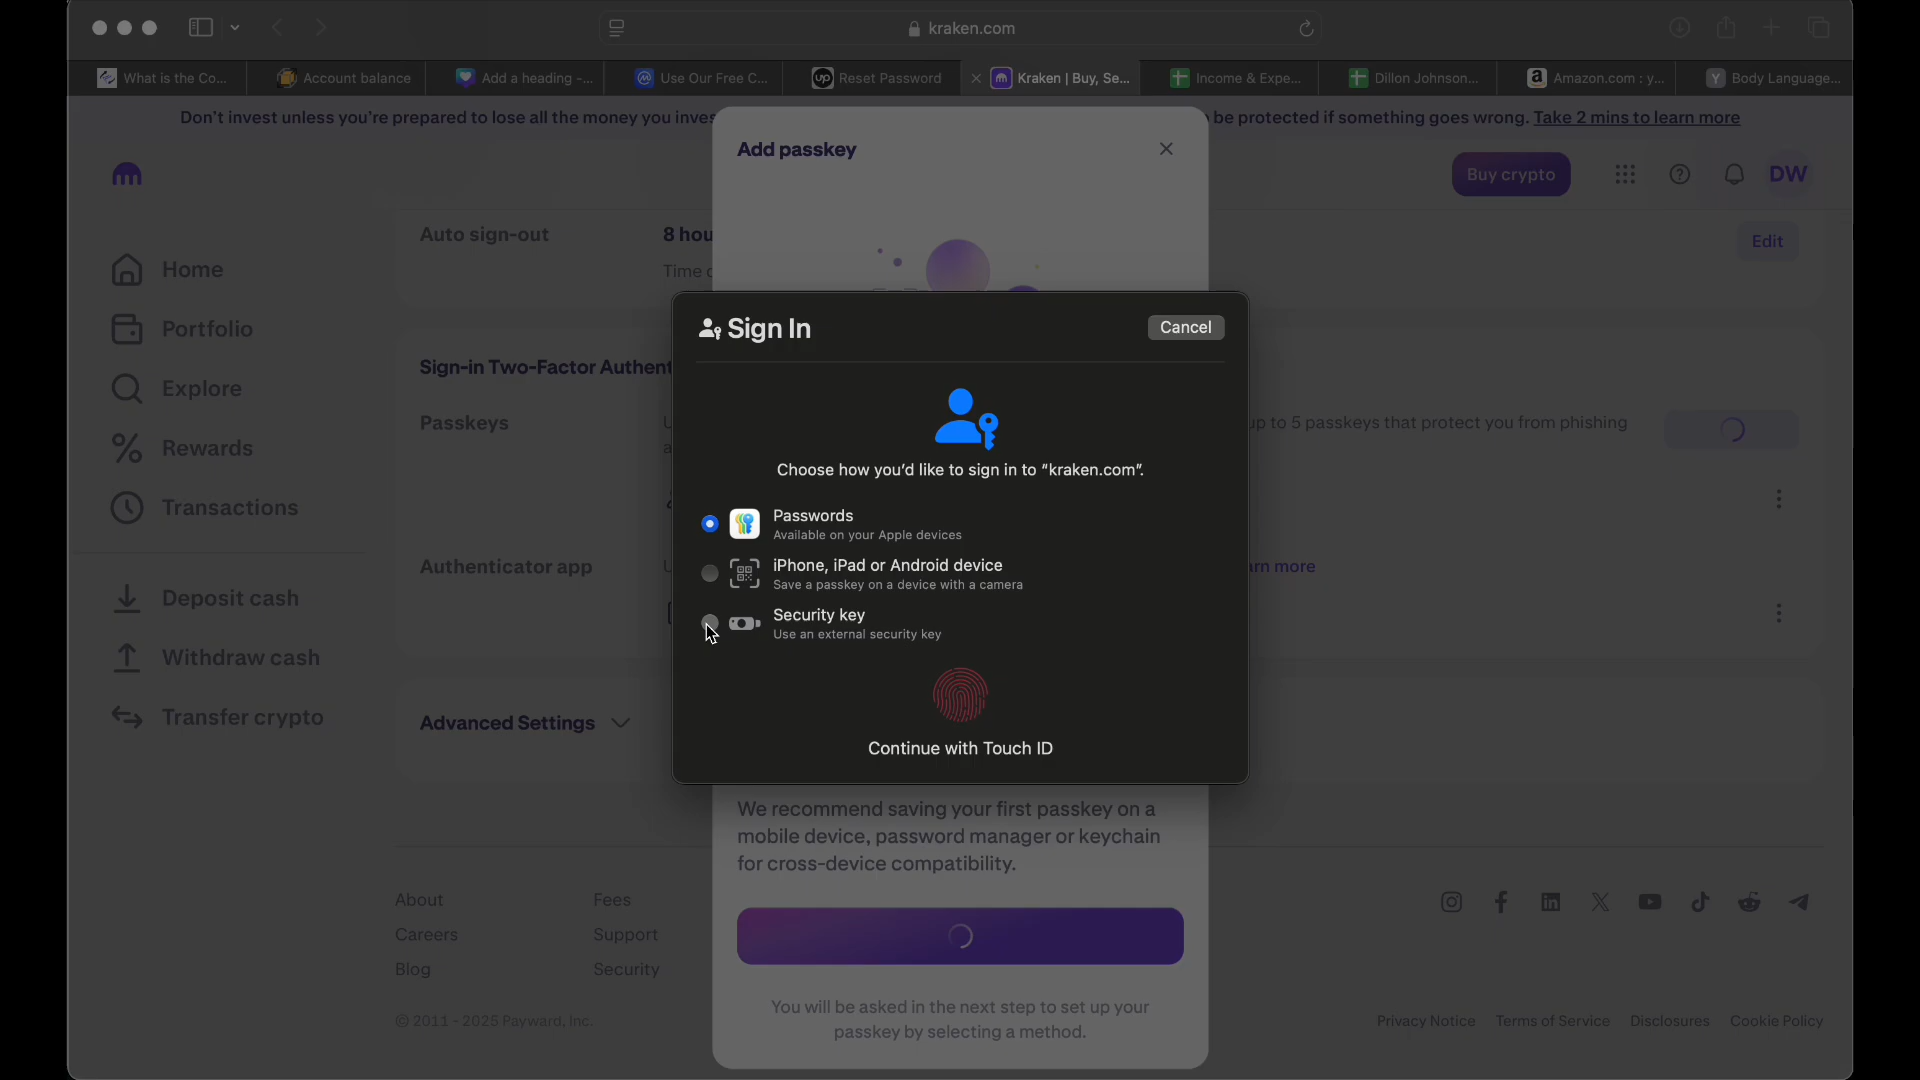 kraken.com
What is the Co...
Account balance
Add a heading -...
Use Our Free C...
Reset Password
Kraken | Buy, Se...
Income & Expe...
Dillon Johnson...
Amazon.com : y...
Body Language...
Don't invest unless you're prepared to lose all the money you inves
be protected if something goes wrong. Take 2 mins to learn more
Add passkey
Buy crypto
DW
Auto sign-out
8 hou
Edit
Time
Home
Portfolio
Explore
Rewards
Transactions
Deposit cash
Withdraw cash
Transfer crypto
Sign-in Two-Factor Authent
Passkeys
up to 5 passkeys that protect you from phishing
Authenticator app
rn more
Advanced Settings
Sign In
Cancel
Choose how you'd like to sign in to “kraken.com”.
Passwords
Available on your Apple devices
iPhone, iPad or Android device
Save a passkey on a device with a camera
Security key
Use an external security key
Continue with Touch ID
We recommend saving your first passkey on a
mobile device, password manager or keychain
for cross-device compatibility.
You will be asked in the next step to set up your
passkey by selecting a method.
About
Fees
Careers
Support
Blog
Security
© 2011 - 2025 Payward, Inc.
Privacy Notice
Terms of Service
Disclosures
Cookie Policy